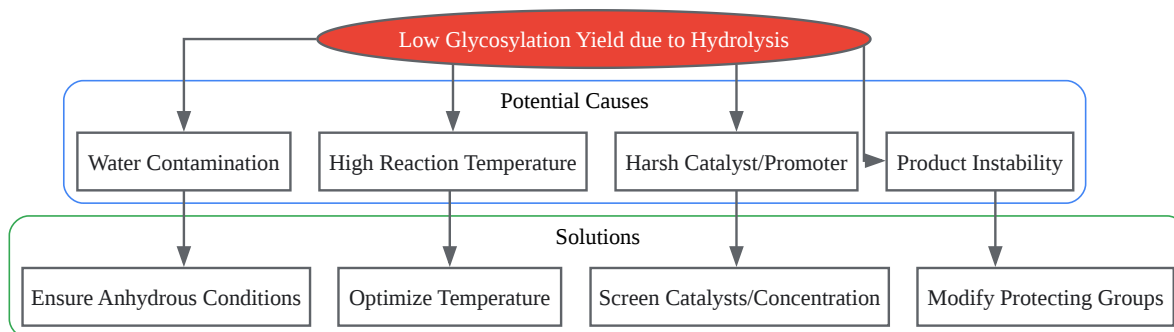 Low Glycosylation Yield due to Hydrolysis
Potential Causes
Water Contamination
High Reaction Temperature
Harsh Catalyst/Promoter
Product Instability
Solutions
Ensure Anhydrous Conditions
Optimize Temperature
Screen Catalysts/Concentration
Modify Protecting Groups